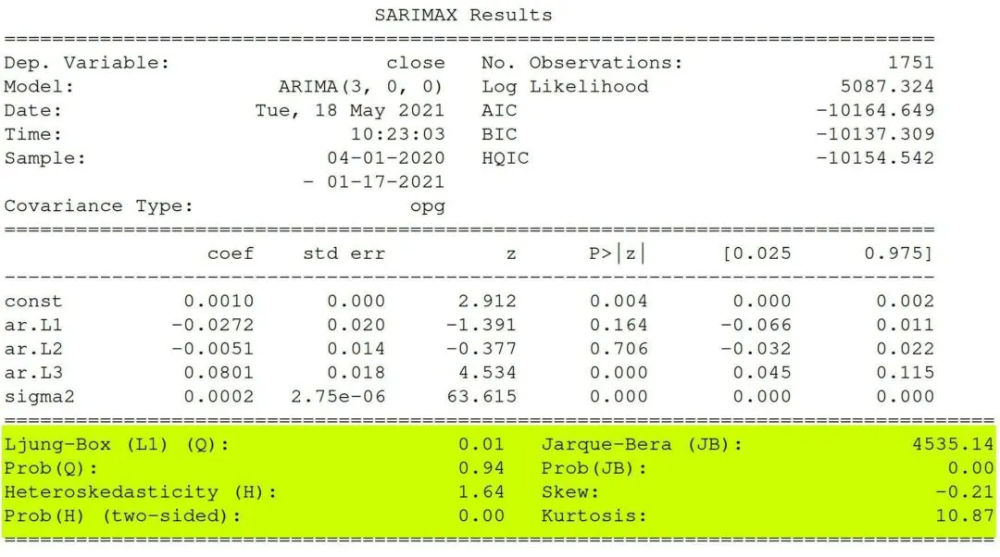 SARIMAX Results
==============================================================================
Dep. Variable: close No. Observations: 1751
Model: ARIMA(3, 0, 0) Log Likelihood 5087.324
Date: Tue, 18 May 2021 AIC -10164.649
Time: 10:23:03 BIC -10137.309
Sample: 04-01-2020 HQIC -10154.542
- 01-17-2021
Covariance Type: opg
==============================================================================
coef std err z P>|z| [0.025 0.975]
------------------------------------------------------------------------------
const 0.0010 0.000 2.912 0.004 0.000 0.002
ar.L1 -0.0272 0.020 -1.391 0.164 -0.066 0.011
ar.L2 -0.0051 0.014 -0.377 0.706 -0.032 0.022
ar.L3 0.0801 0.018 4.534 0.000 0.045 0.115
sigma2 0.0002 2.75e-06 63.615 0.000 0.000 0.000
===================================================================================
Ljung-Box (L1) (Q): 0.01 Jarque-Bera (JB): 4535.14
Prob(Q): 0.94 Prob(JB): 0.00
Heteroskedasticity (H): 1.64 Skew: -0.21
Prob(H) (two-sided): 0.00 Kurtosis: 10.87
===================================================================================